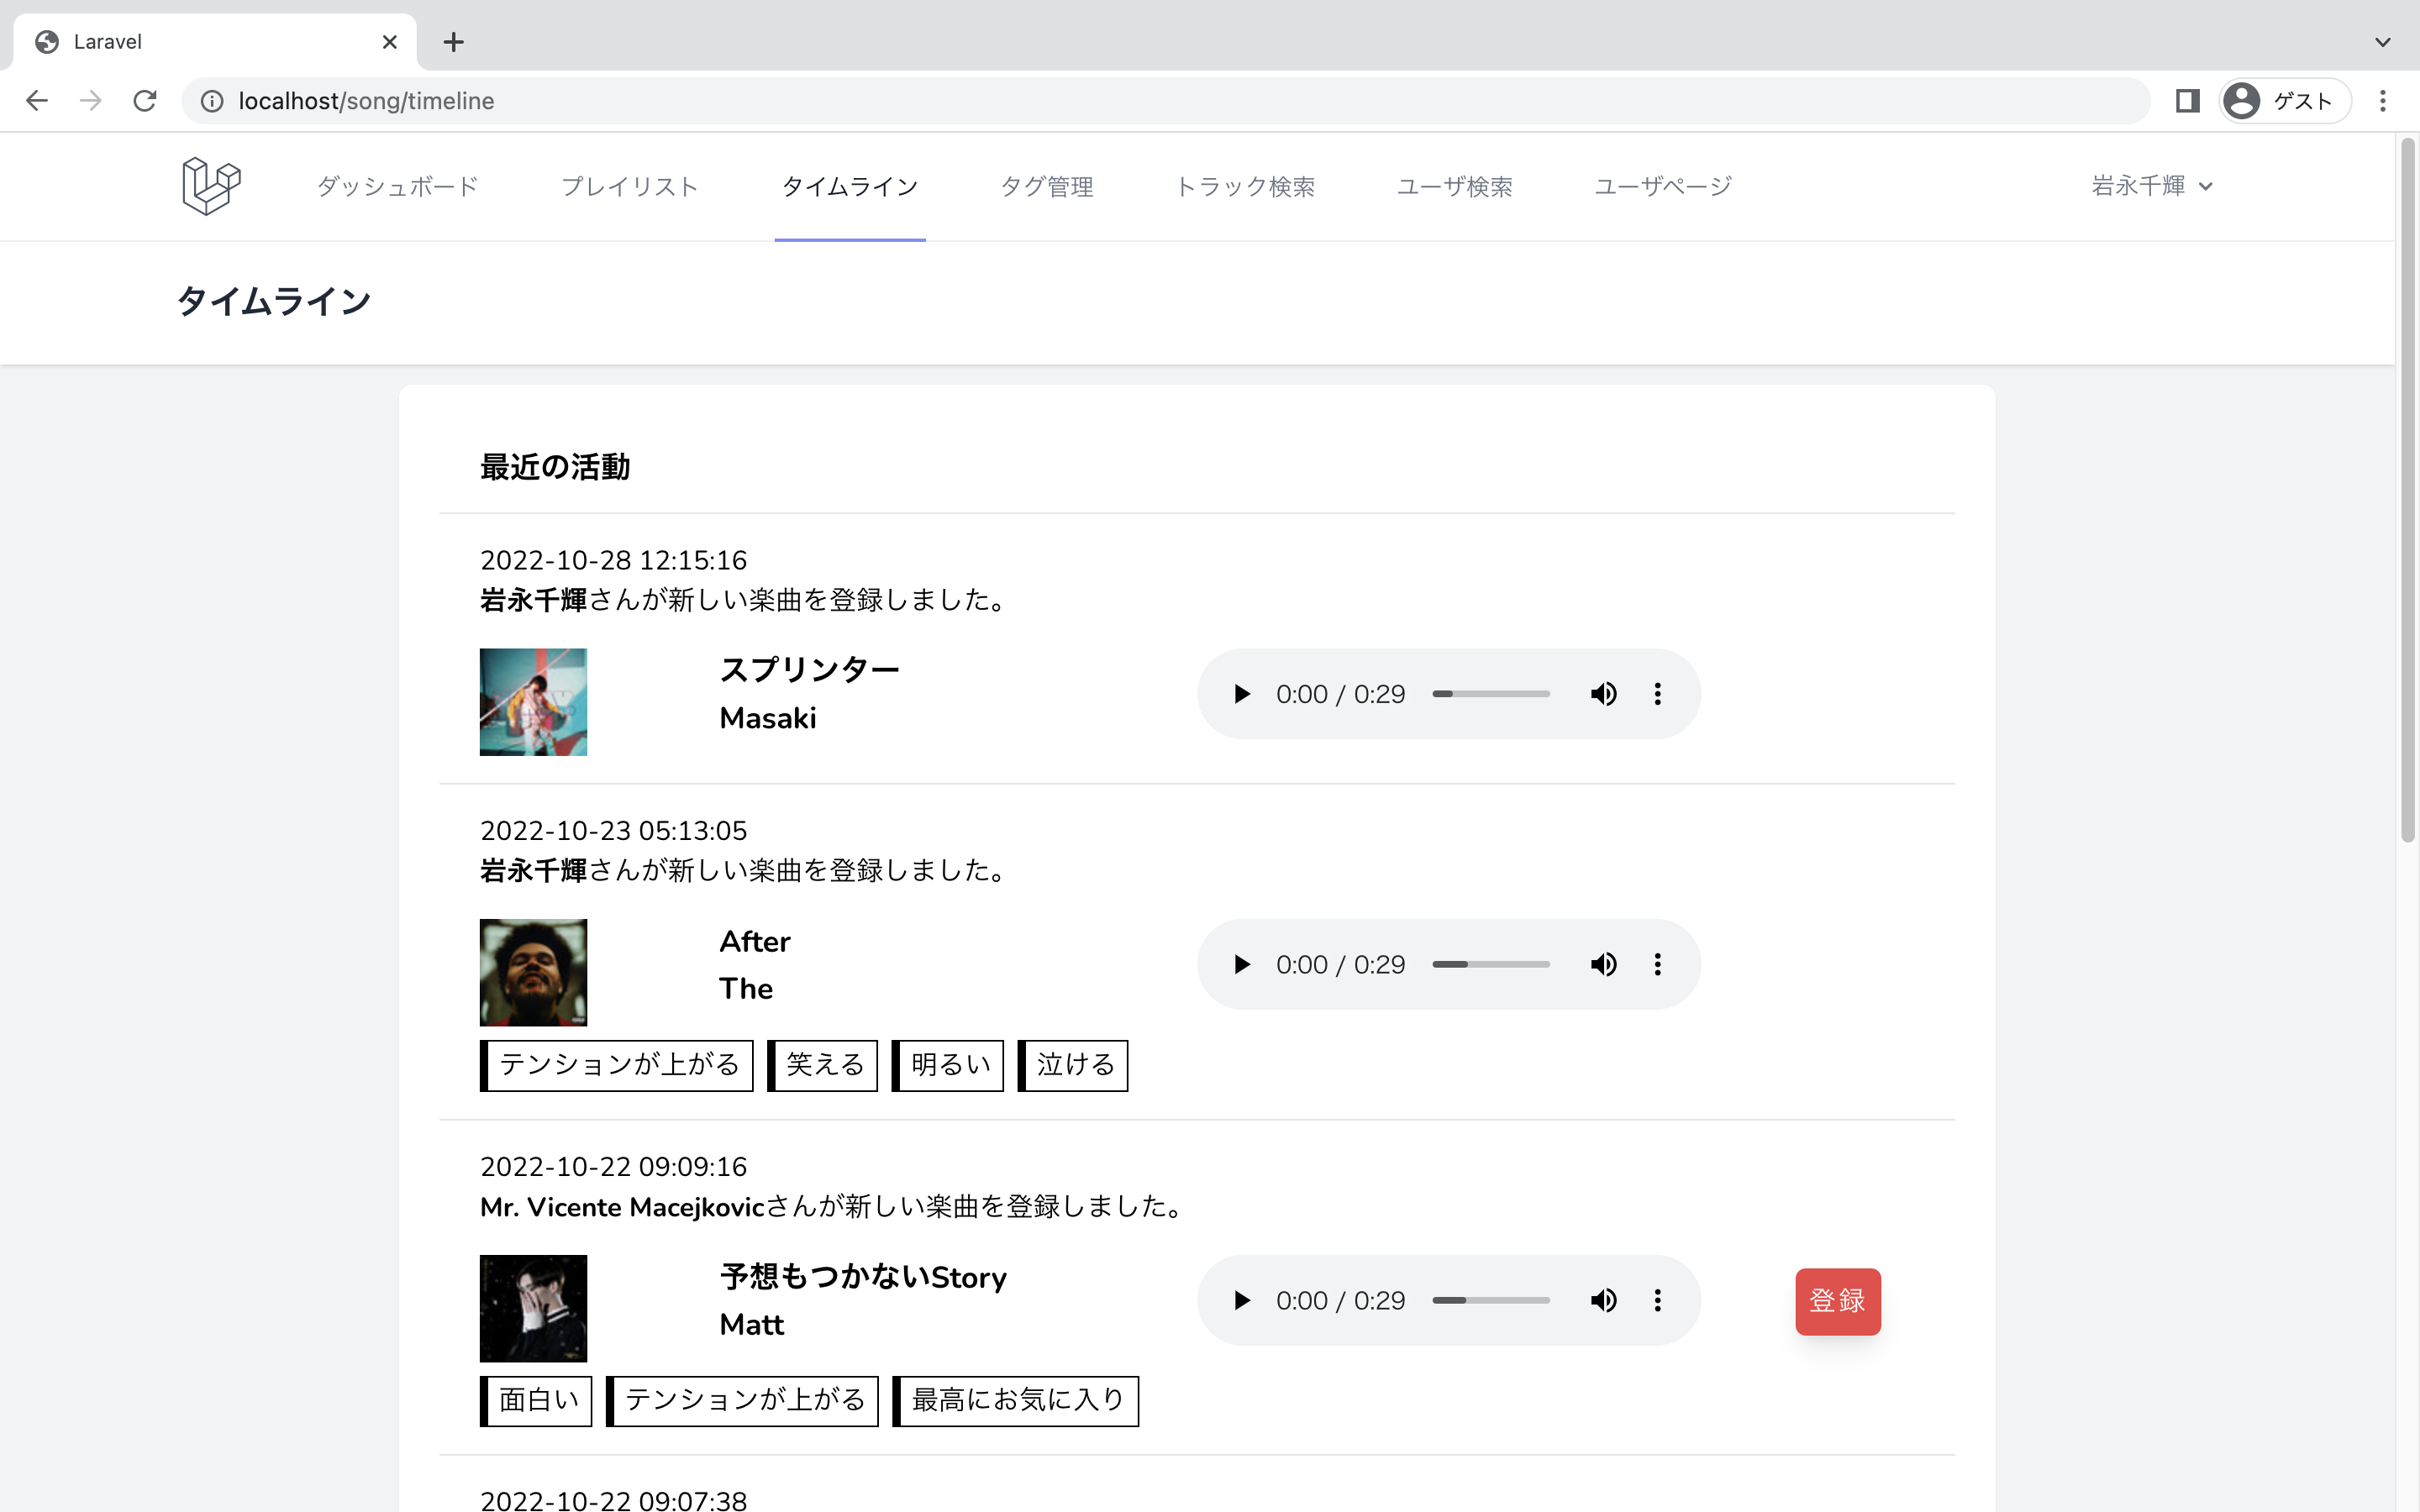 Laravel
localhost/song/timeline
ゲスト
ダッシュボード プレイリスト タイムライン タグ管理 トラック検索 ユーザ検索 ユーザページ 岩永千輝
タイムライン
最近の活動
2022-10-28 12:15:16
岩永千輝さんが新しい楽曲を登録しました。
スプリンター
Masaki
0:00 / 0:29
2022-10-23 05:13:05
岩永千輝さんが新しい楽曲を登録しました。
After
The
0:00 / 0:29
テンションが上がる 笑える 明るい 泣ける
2022-10-22 09:09:16
Mr. Vicente Macejkovicさんが新しい楽曲を登録しました。
予想もつかないStory
Matt
0:00 / 0:29
登録
面白い テンションが上がる 最高にお気に入り
2022-10-22 09:07:38